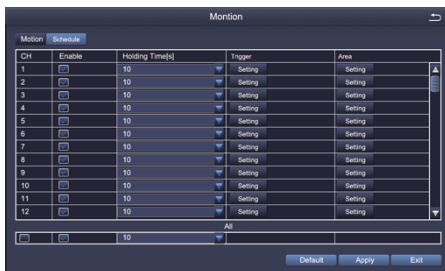 Montion
Motion Schedule
CH Enable Holding Time[s] Trigger Area
1 10 Setting Setting
2 10 Setting Setting
3 10 Setting Setting
4 10 Setting Setting
5 10 Setting Setting
6 10 Setting Setting
7 10 Setting Setting
8 10 Setting Setting
9 10 Setting Setting
10 10 Setting Setting
11 10 Setting Setting
12 10 Setting Setting
All
10
Default Apply Exit